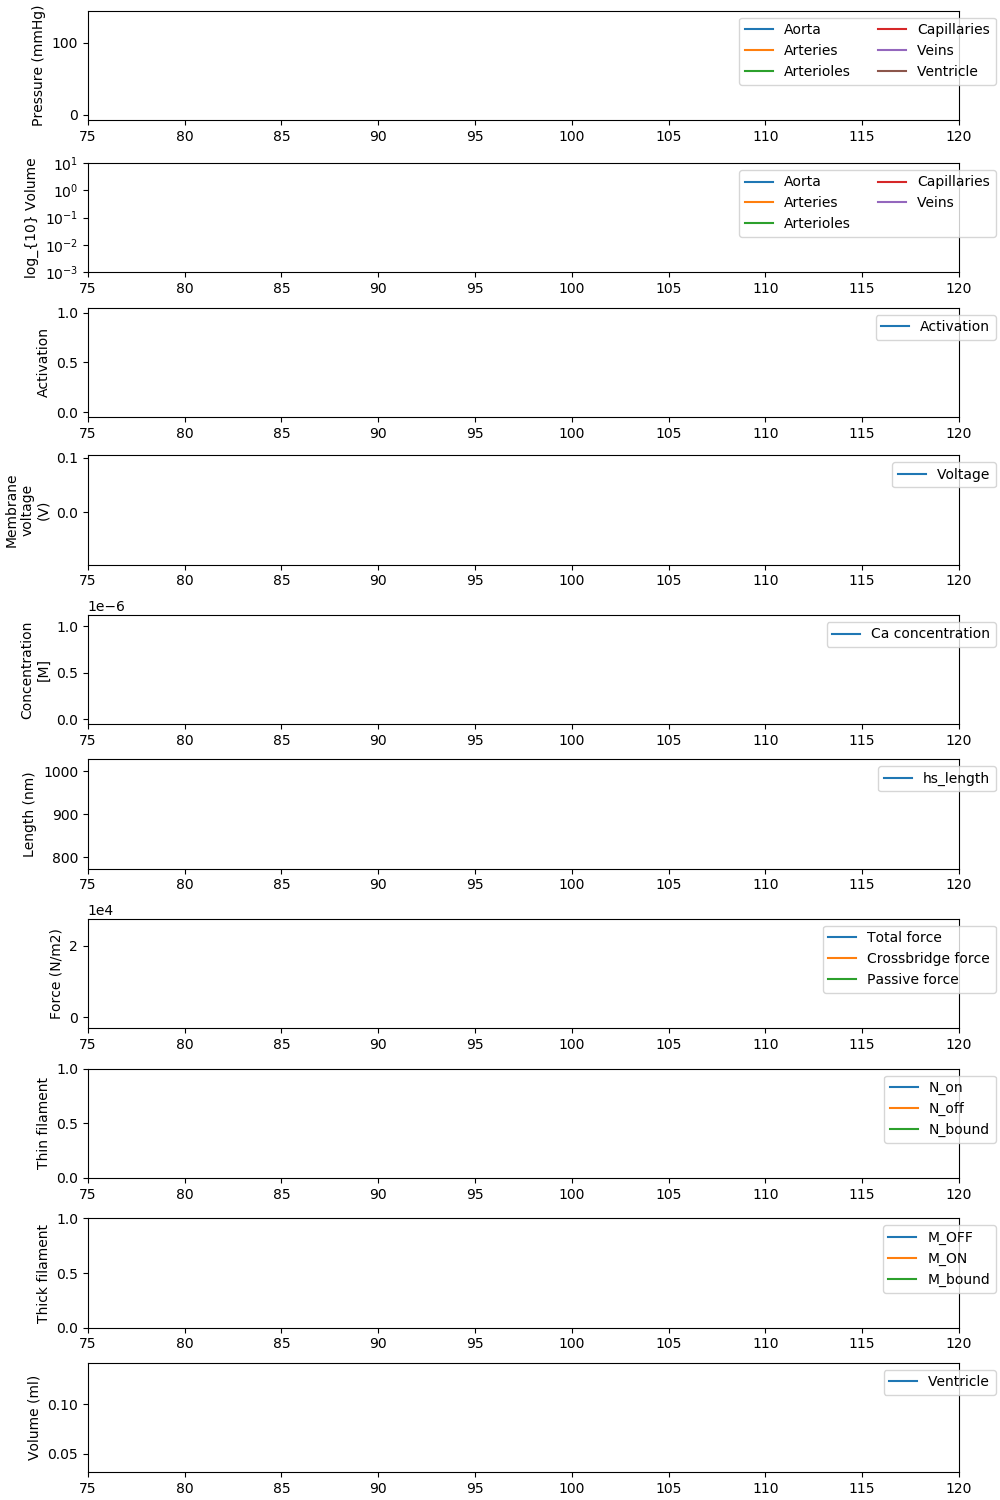 Pressure (mmHg)
100
0
Aorta
Arteries
Arterioles
Capillaries
Veins
Ventricle
75 80 85 90 95 100 105 110 115 120
log_{10} Volume
10¹
10⁰
10⁻¹
10⁻²
10⁻³
Aorta
Arteries
Arterioles
Capillaries
Veins
75 80 85 90 95 100 105 110 115 120
Activation
1.0
0.5
0.0
Activation
75 80 85 90 95 100 105 110 115 120
Membrane
voltage
(V)
0.1
0.0
Voltage
75 80 85 90 95 100 105 110 115 120
1e−6
Concentration
[M]
1.0
0.5
0.0
Ca concentration
75 80 85 90 95 100 105 110 115 120
Length (nm)
1000
900
800
hs_length
75 80 85 90 95 100 105 110 115 120
1e4
Force (N/m2)
2
0
Total force
Crossbridge force
Passive force
75 80 85 90 95 100 105 110 115 120
Thin filament
1.0
0.5
0.0
N_on
N_off
N_bound
75 80 85 90 95 100 105 110 115 120
Thick filament
1.0
0.5
0.0
M_OFF
M_ON
M_bound
75 80 85 90 95 100 105 110 115 120
Volume (ml)
0.10
0.05
Ventricle
75 80 85 90 95 100 105 110 115 120